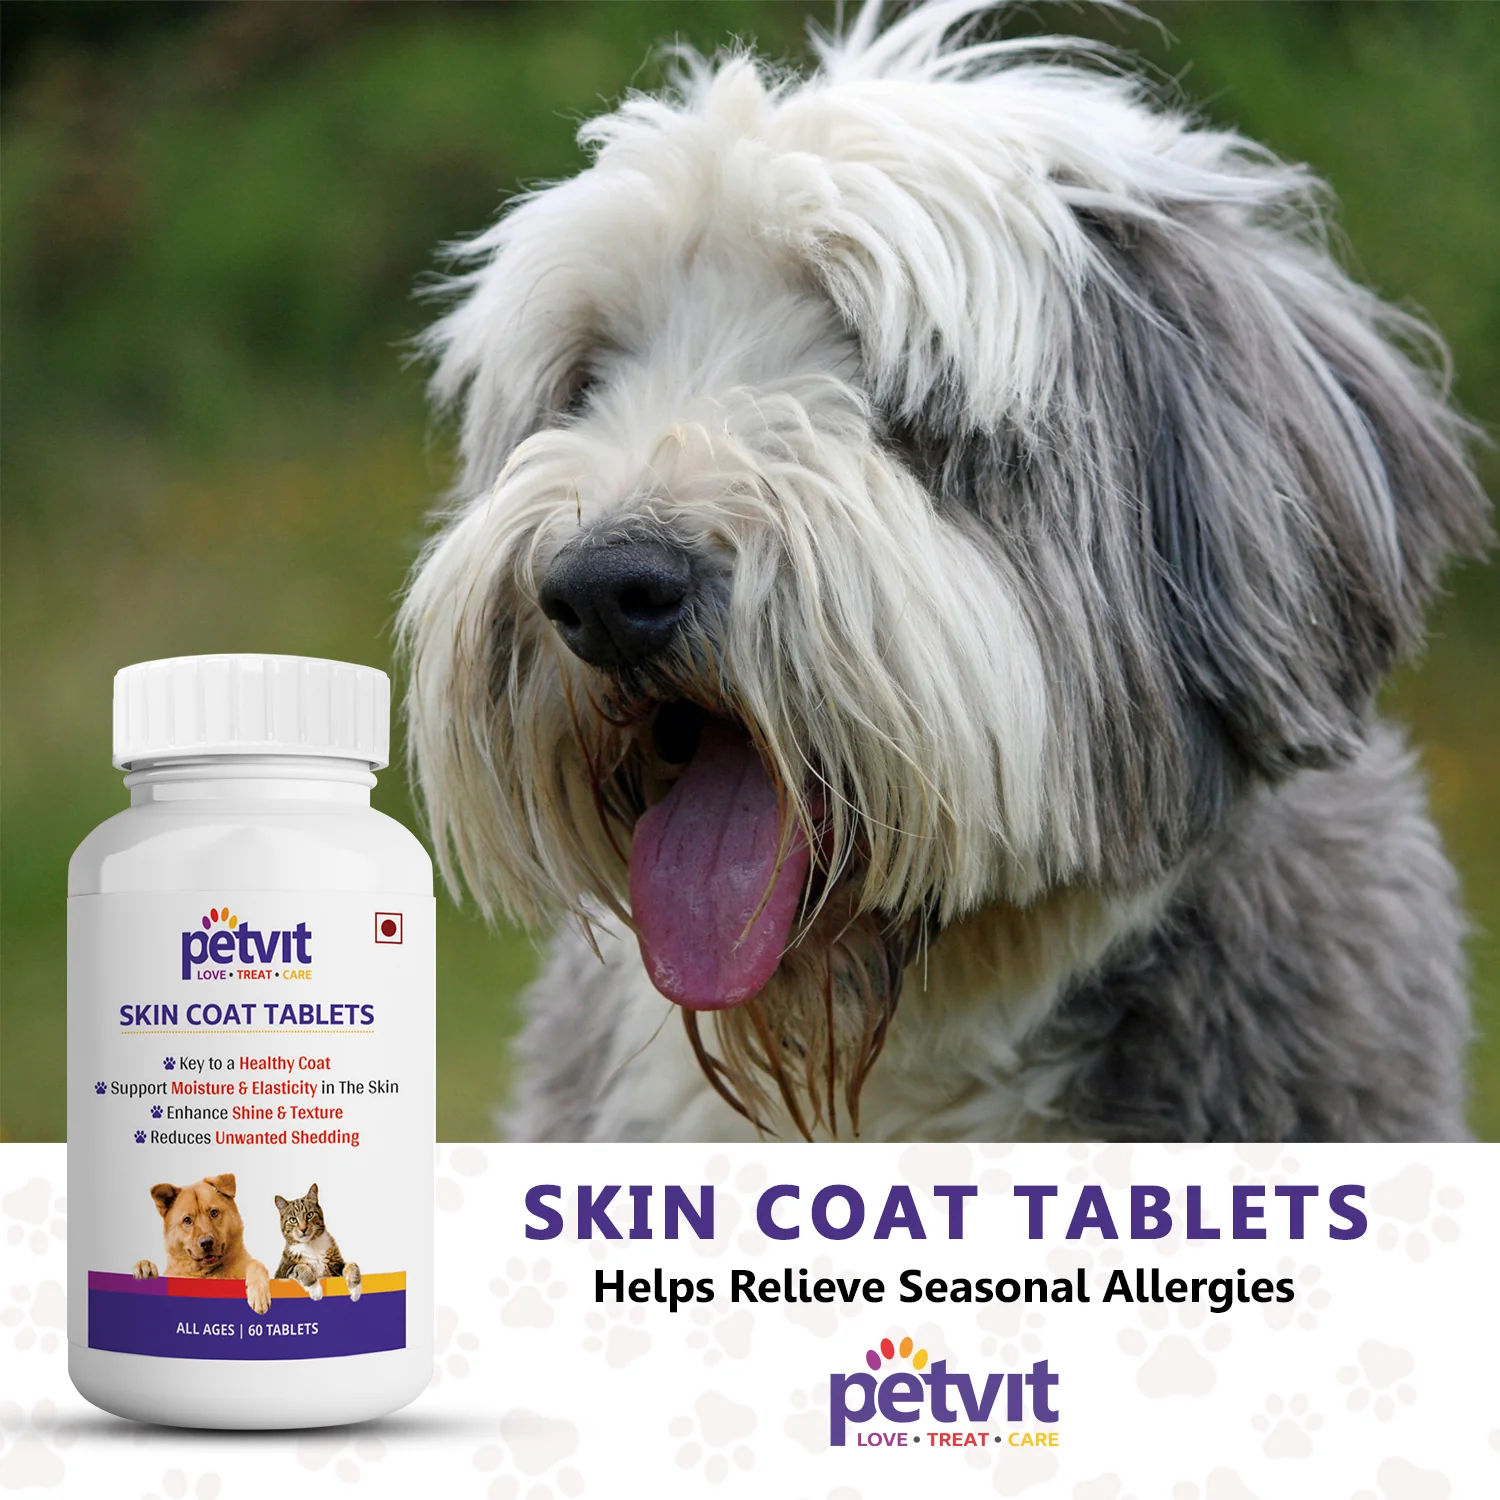 petvit
LOVE • TREAT • CARE
SKIN COAT TABLETS
Key to a Healthy Coat
Support Moisture & Elasticity in The Skin
Enhance Shine & Texture
Reduces Unwanted Shedding
ALL AGES | 60 TABLETS
SKIN COAT TABLETS
Helps Relieve Seasonal Allergies
petvit
LOVE • TREAT • CARE